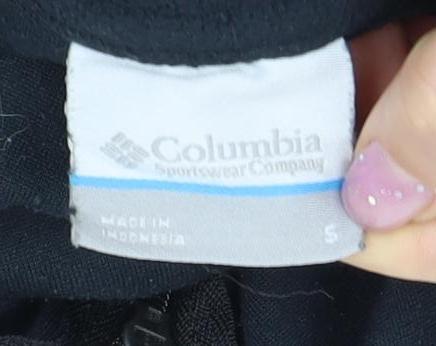 Columbia
Sportswear Company
MADE IN
INDONESIA
S